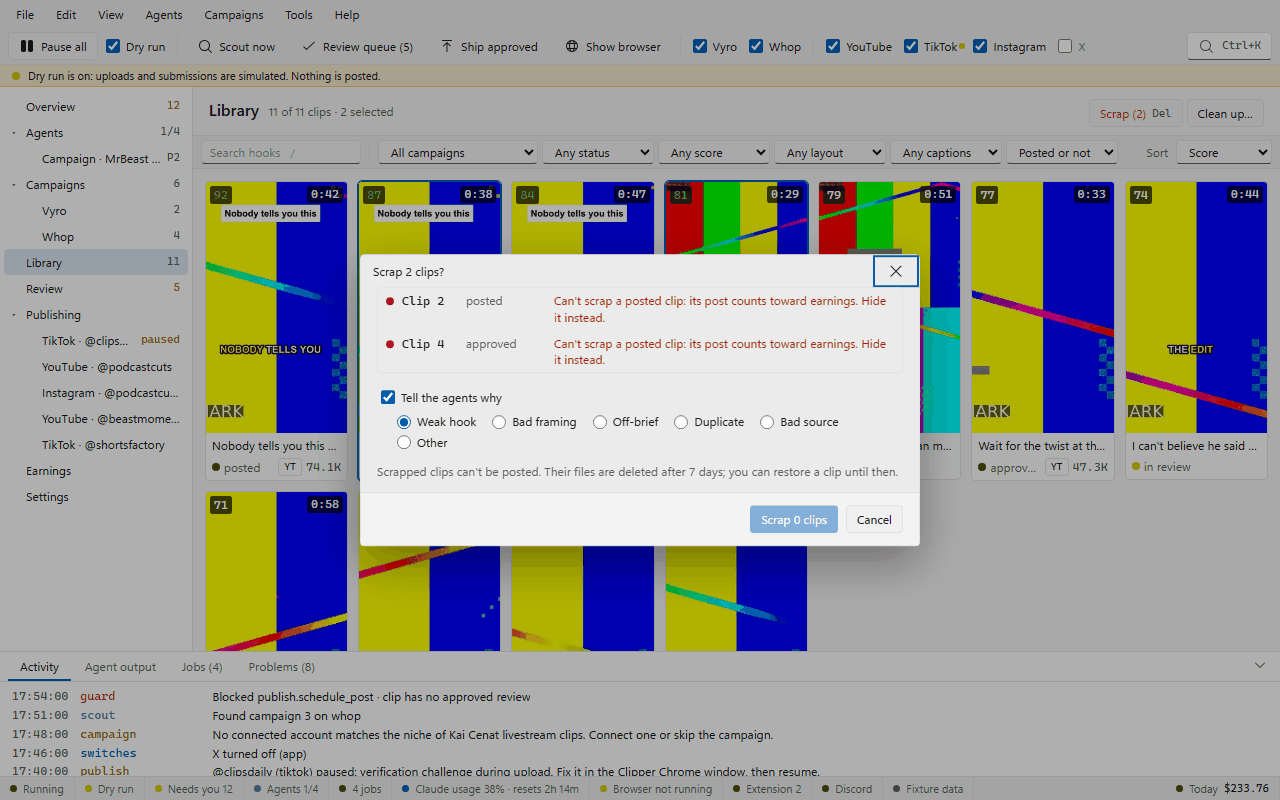 File Edit View Agents Campaigns Tools Help
Pause all Dry run Scout now Review queue (5) Ship approved Show browser Vyro Whop YouTube TikTok Instagram X Ctrl+K
Dry run is on: uploads and submissions are simulated. Nothing is posted.
Overview 12
Agents 1/4
Campaign · MrBeast ... P2
Campaigns 6
Vyro 2
Whop 4
Library 11
Review 5
Publishing
TikTok · @clips... paused
YouTube · @podcastcuts
Instagram · @podcastcu...
YouTube · @beastmome...
TikTok · @shortsfactory
Earnings
Settings
Library 11 of 11 clips · 2 selected Scrap (2) Del Clean up...
Search hooks / All campaigns Any status Any score Any layout Any captions Posted or not Sort Score
92 0:42 87 0:38 84 0:47 81 0:29 79 0:51 77 0:33 74 0:44
Nobody tells you this Nobody tells you this Nobody tells you this
NOBODY TELLS YOU THE EDIT
ARK ARK ARK
Nobody tells you this ... an m... Wait for the twist at th... I can't believe he said ...
posted YT 74.1K approv... YT 47.3K in review
71 0:58
Scrap 2 clips?
Clip 2 posted Can't scrap a posted clip: its post counts toward earnings. Hide
it instead.
Clip 4 approved Can't scrap a posted clip: its post counts toward earnings. Hide
it instead.
Tell the agents why
Weak hook Bad framing Off-brief Duplicate Bad source
Other
Scrapped clips can't be posted. Their files are deleted after 7 days; you can restore a clip until then.
Scrap 0 clips Cancel
Activity Agent output Jobs (4) Problems (8)
17:54:00 guard Blocked publish.schedule_post · clip has no approved review
17:51:00 scout Found campaign 3 on whop
17:48:00 campaign No connected account matches the niche of Kai Cenat livestream clips. Connect one or skip the campaign.
17:46:00 switches X turned off (app)
17:40:00 publish @clipsdaily (tiktok) paused: verification challenge during upload. Fix it in the Clipper Chrome window, then resume.
Running Dry run Needs you 12 Agents 1/4 4 jobs Claude usage 38% · resets 2h 14m Browser not running Extension 2 Discord Fixture data Today $233.76